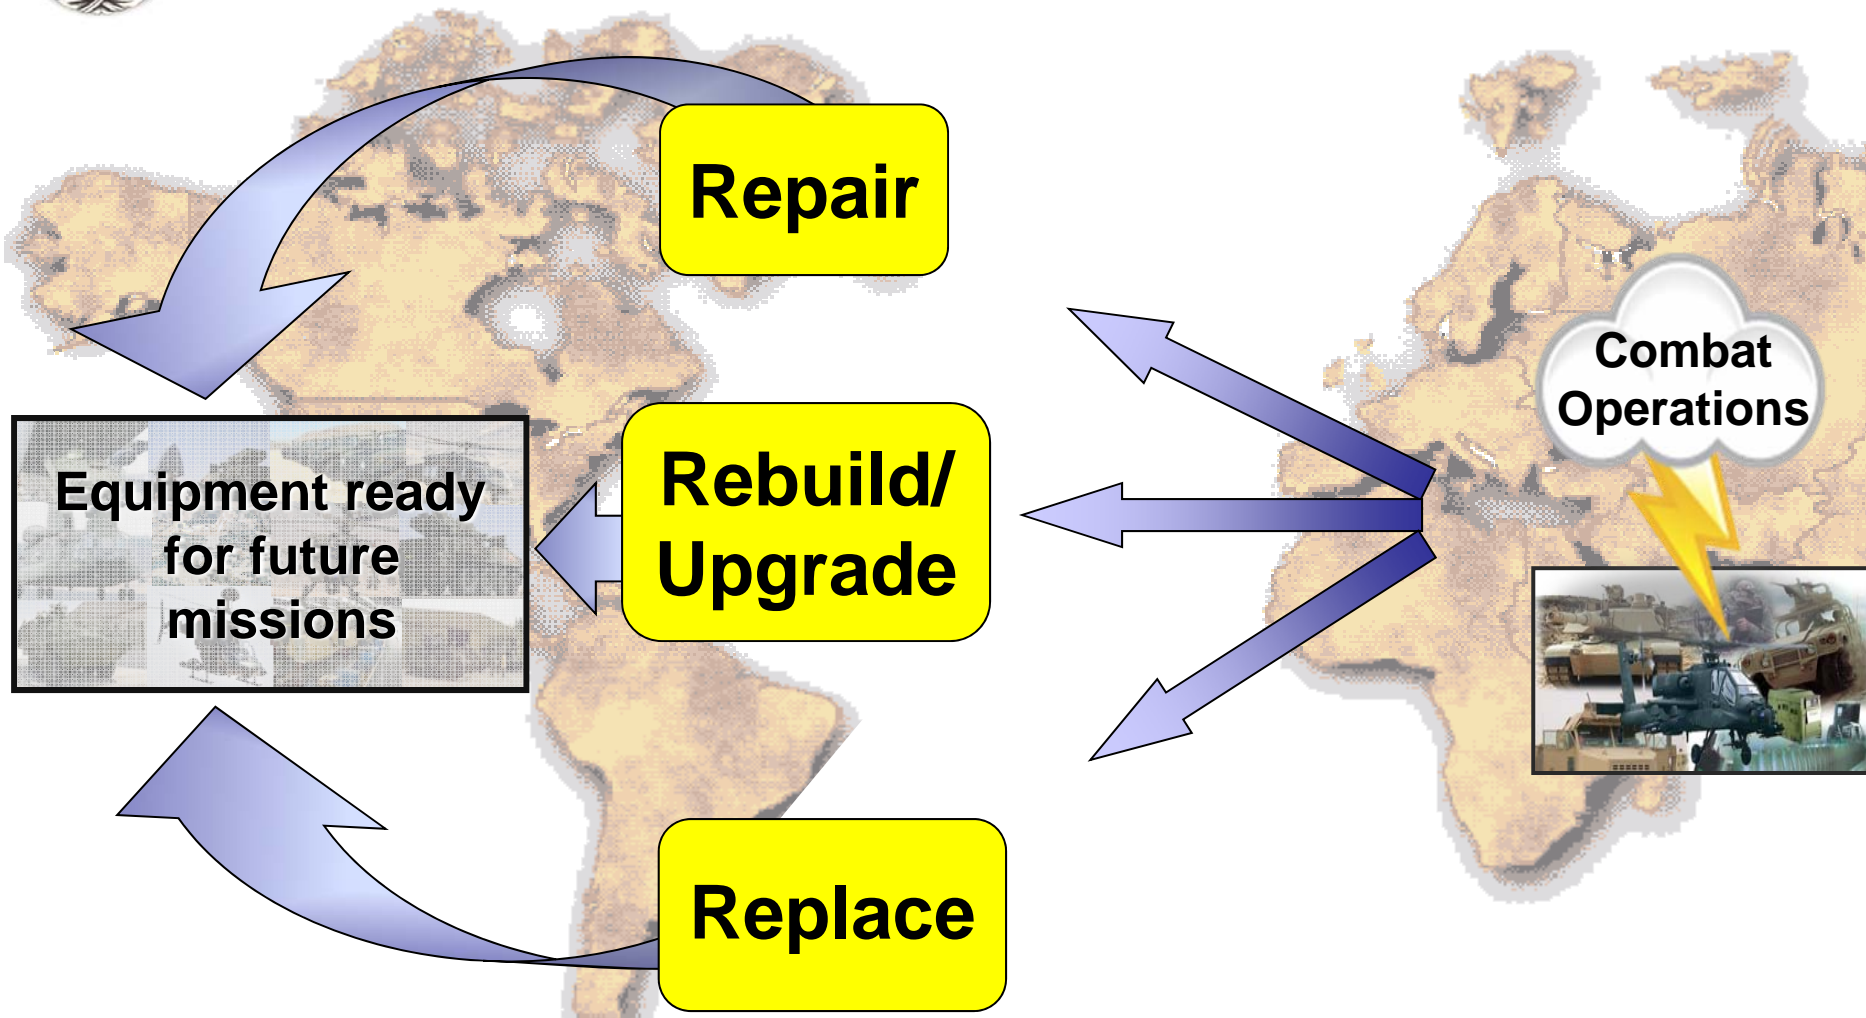 Repair
Combat
Operations
Rebuild/
Upgrade
Equipment ready
for future
missions
Replace